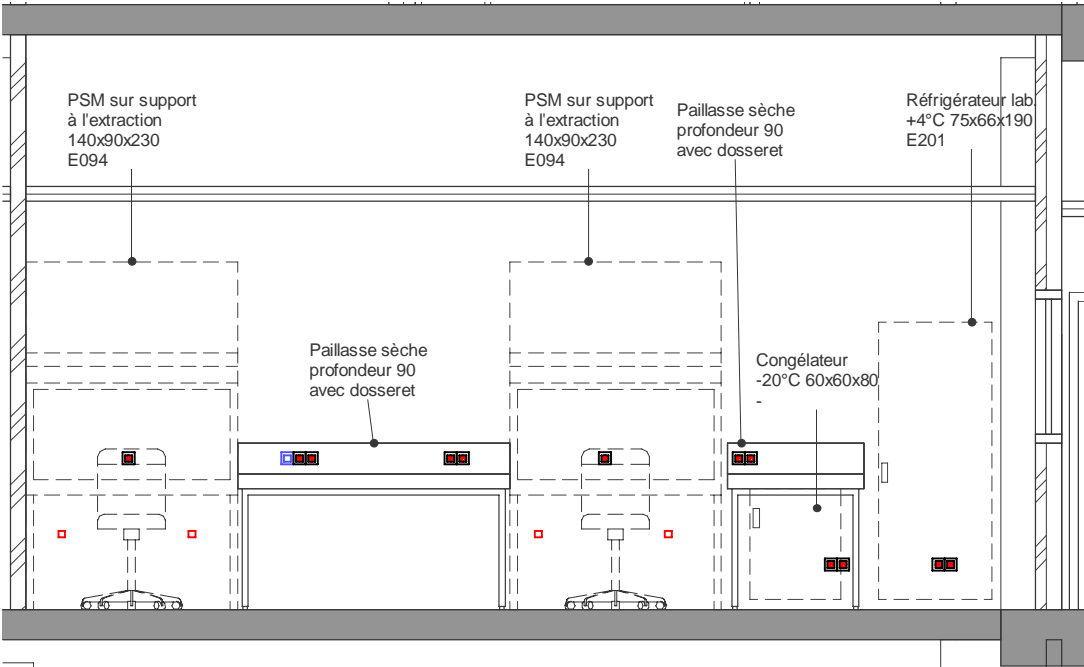 PSM sur support
à l'extraction
140x90x230
E094
PSM sur support
à l'extraction
140x90x230
E094
Paillasse sèche
profondeur 90
avec dosseret
Réfrigérateur lab.
+4°C 75x66x190
E201
Paillasse sèche
profondeur 90
avec dosseret
Congélateur
-20°C 60x60x80
-